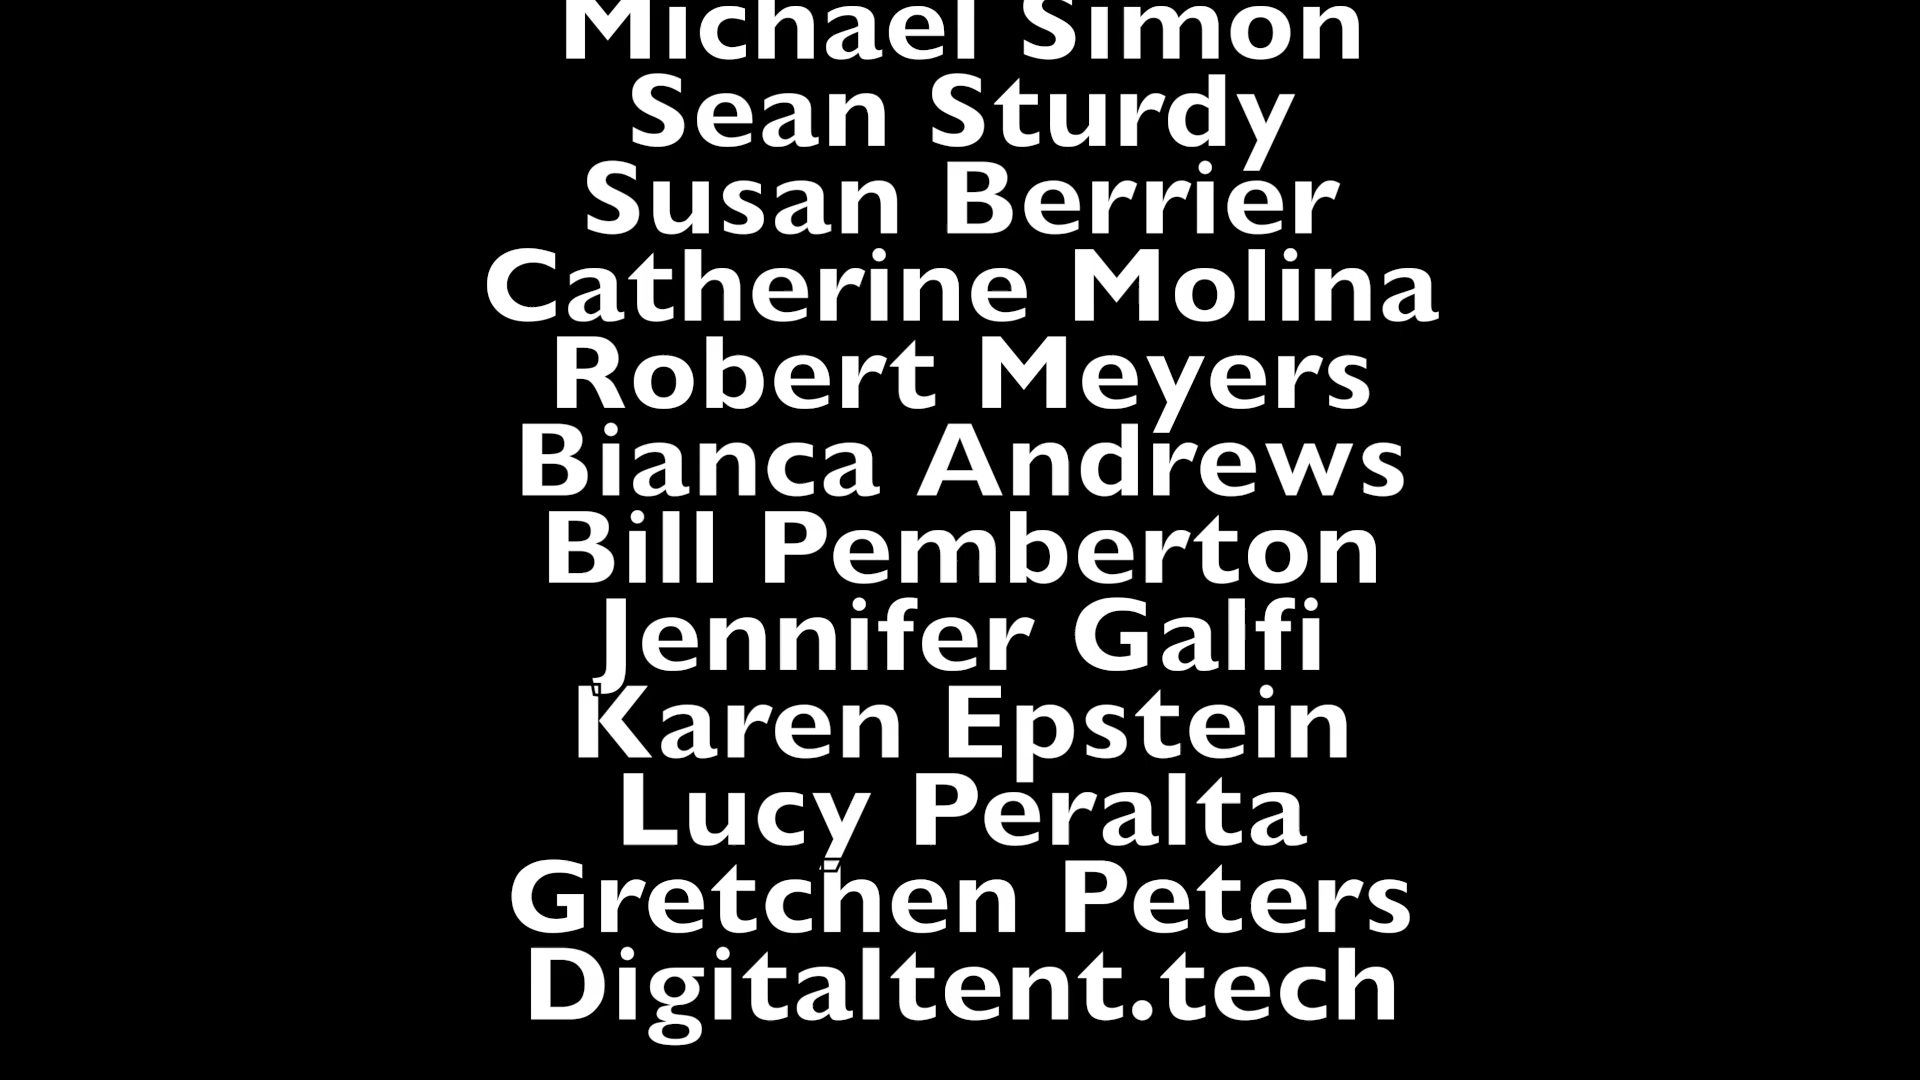 Michael Simon
Sean Sturdy
Susan Berrier
Catherine Molina
Robert Meyers
Bianca Andrews
Bill Pemberton
Jennifer Galfi
Karen Epstein
Lucy Peralta
Gretchen Peters
Digitaltent.tech